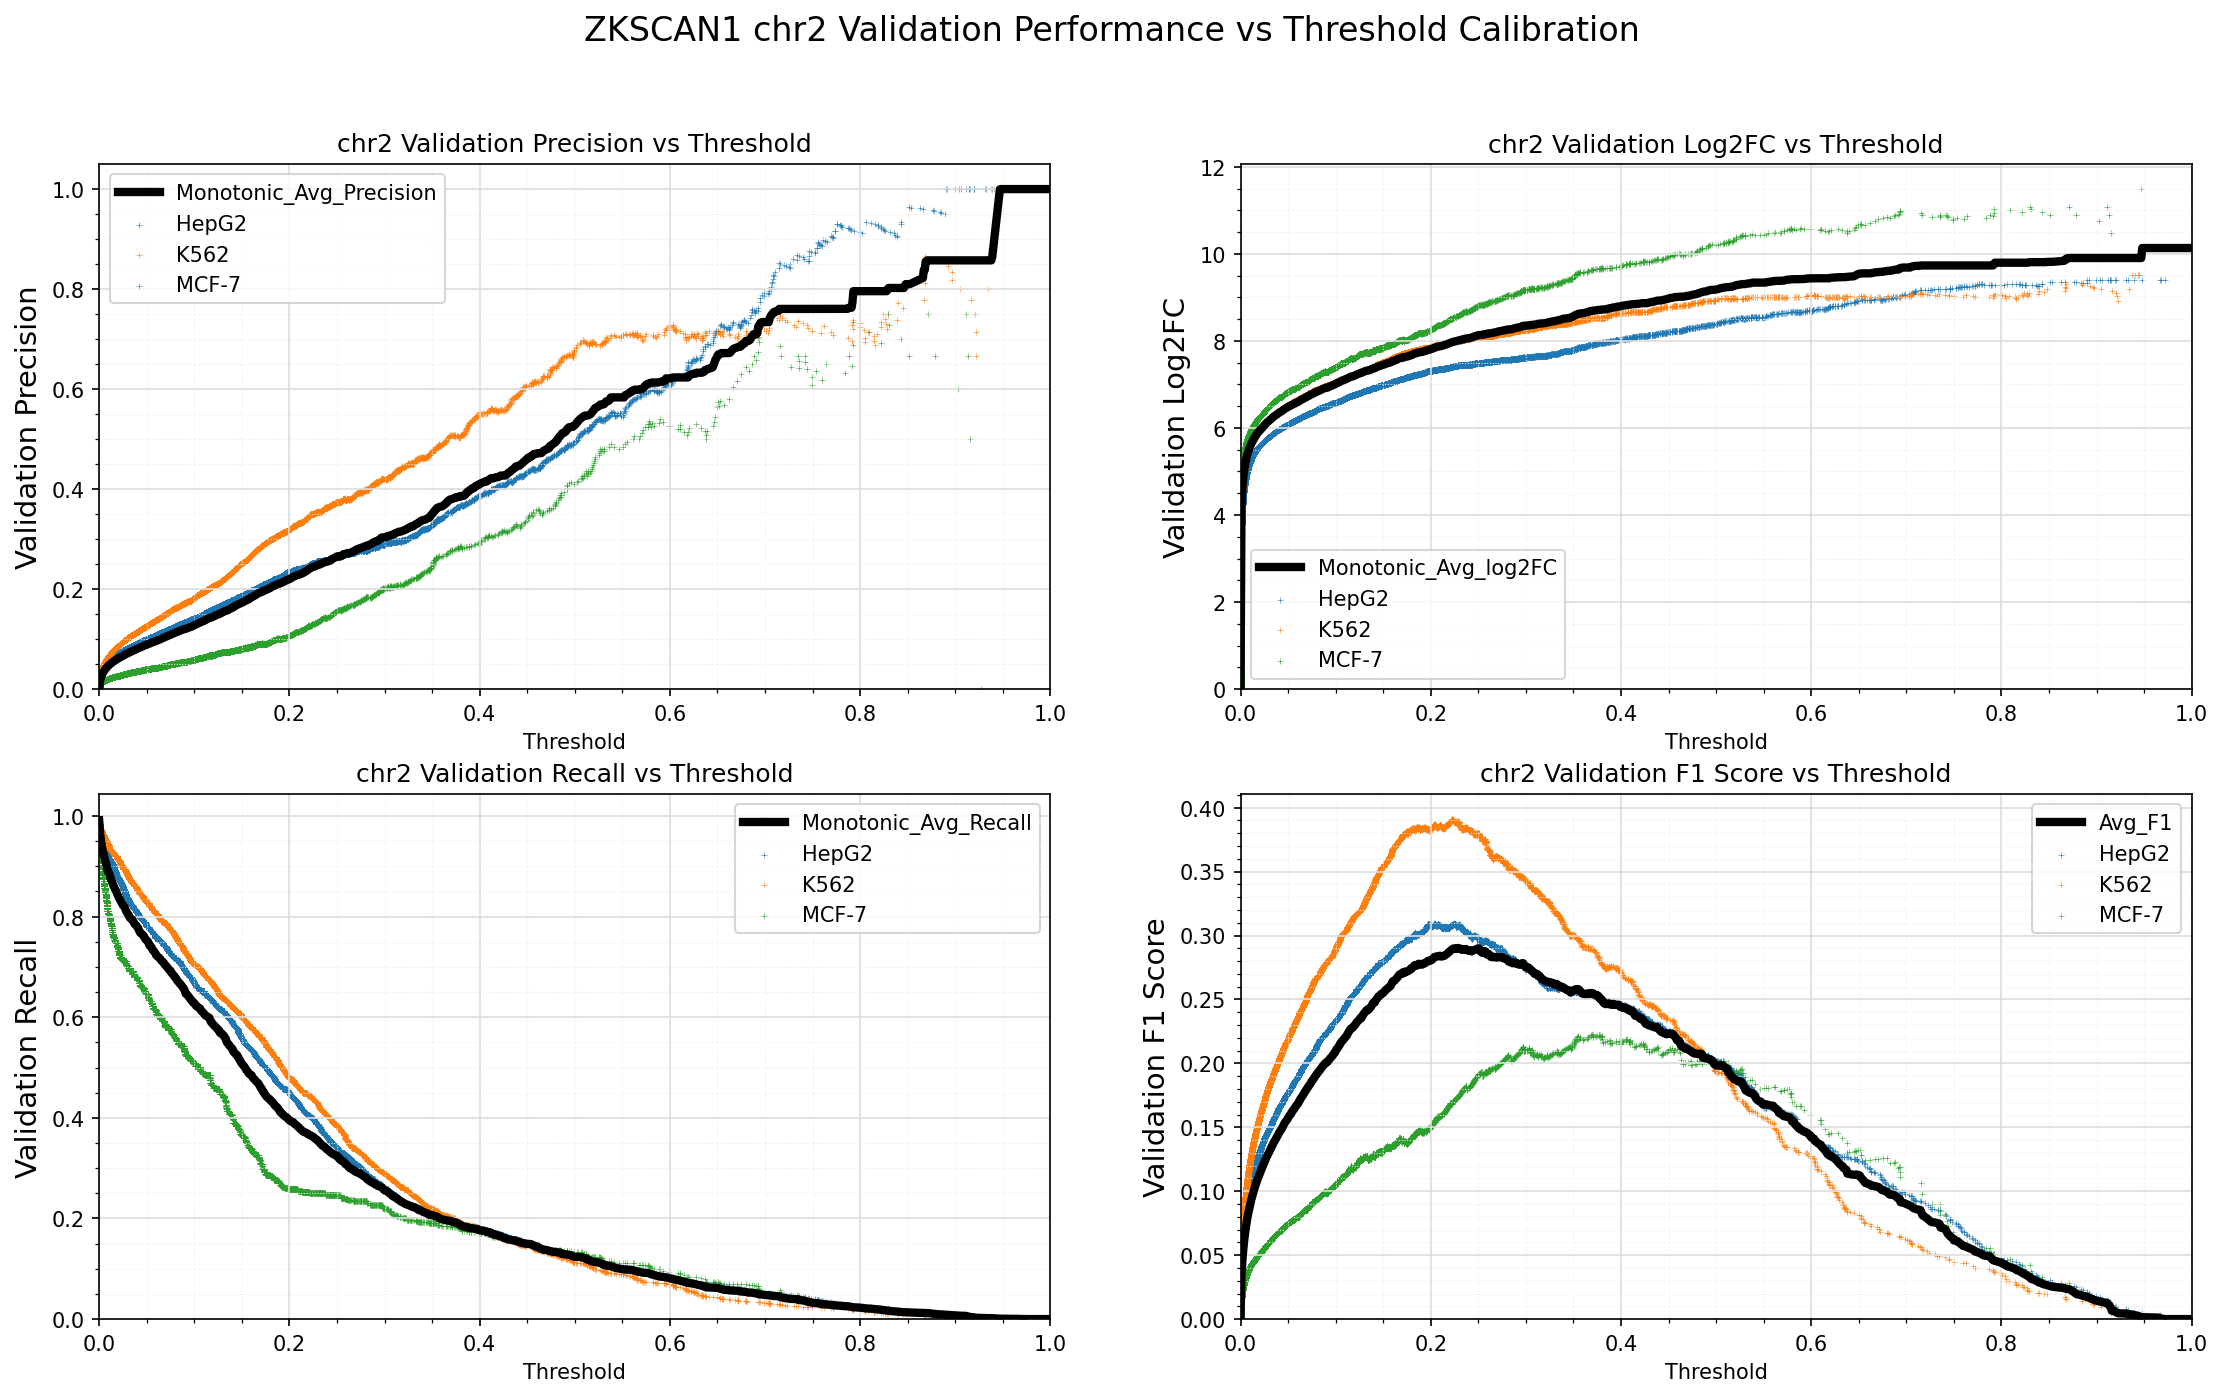 ZKSCAN1 chr2 Validation Performance vs Threshold Calibration
chr2 Validation Precision vs Threshold
Validation Precision
1.0
0.8
0.6
0.4
0.2
0.0
Monotonic_Avg_Precision
HepG2
K562
MCF-7
0.0 0.2 0.4 0.6 0.8 1.0
Threshold
chr2 Validation Log2FC vs Threshold
Validation Log2FC
12
10
8
6
4
2
0
Monotonic_Avg_log2FC
HepG2
K562
MCF-7
0.0 0.2 0.4 0.6 0.8 1.0
Threshold
chr2 Validation Recall vs Threshold
Validation Recall
1.0
0.8
0.6
0.4
0.2
0.0
Monotonic_Avg_Recall
HepG2
K562
MCF-7
0.0 0.2 0.4 0.6 0.8 1.0
Threshold
chr2 Validation F1 Score vs Threshold
Validation F1 Score
0.40
0.35
0.30
0.25
0.20
0.15
0.10
0.05
0.00
Avg_F1
HepG2
K562
MCF-7
0.0 0.2 0.4 0.6 0.8 1.0
Threshold